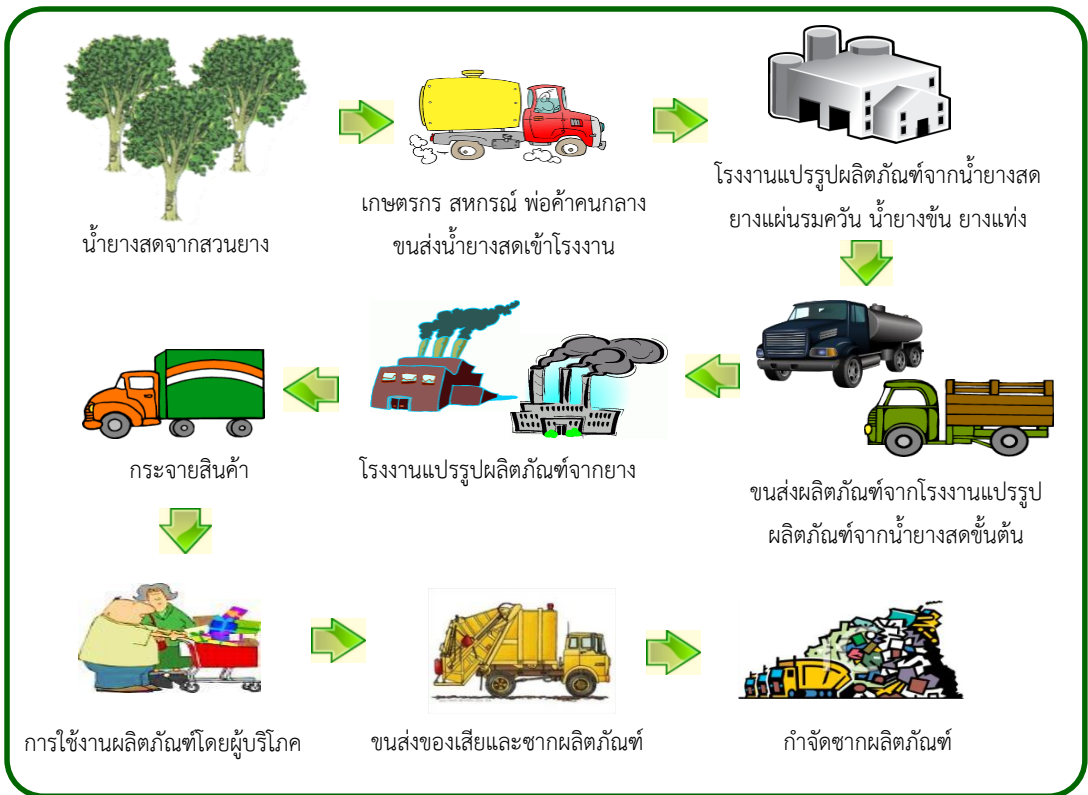 น้ำยางสดจากสวนยาง
เกษตรกร สหกรณ์ พ่อค้าคนกลาง
ขนส่งน้ำยางสดเข้าโรงงาน
โรงงานแปรรูปผลิตภัณฑ์จากน้ำยางสด
ยางแผ่นรมควัน น้ำยางข้น ยางแท่ง
ขนส่งผลิตภัณฑ์จากโรงงานแปรรูป
ผลิตภัณฑ์จากน้ำยางสดขั้นต้น
โรงงานแปรรูปผลิตภัณฑ์จากยาง
กระจายสินค้า
การใช้งานผลิตภัณฑ์โดยผู้บริโภค
ขนส่งของเสียและซากผลิตภัณฑ์
กำจัดซากผลิตภัณฑ์